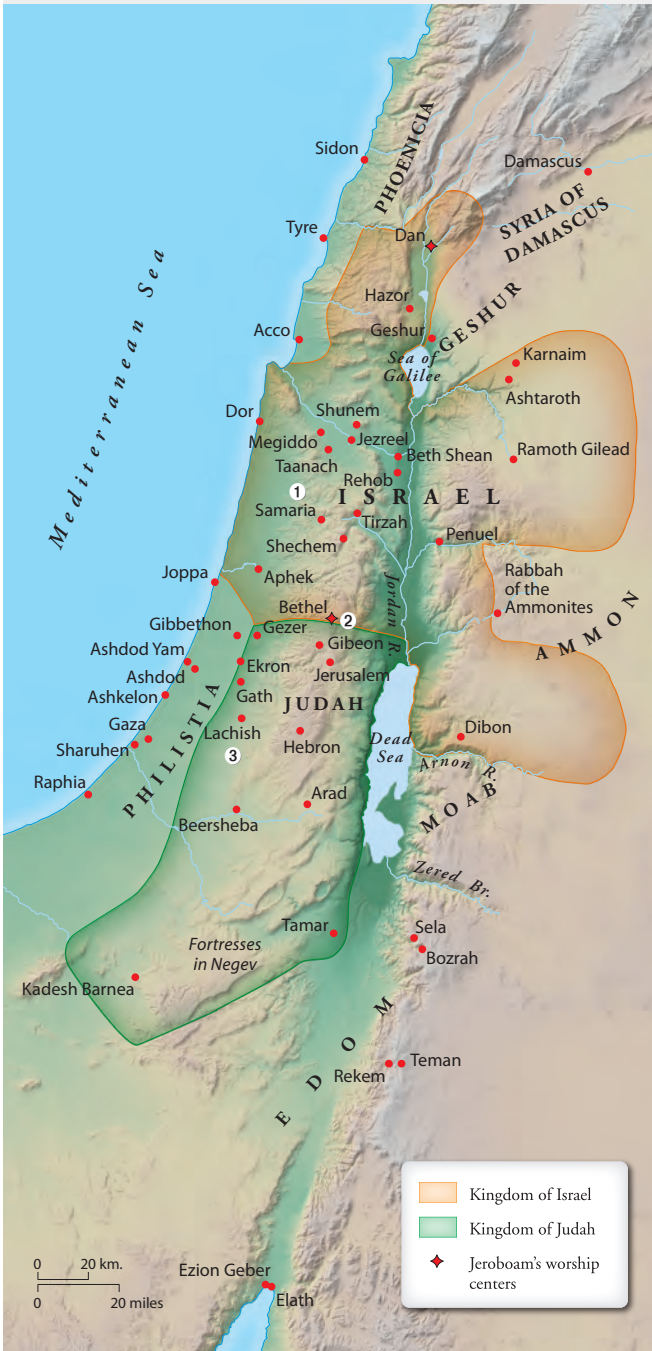 Sidon
PHOENICIA
Damascus
SYRIA OF
DAMASCUS
Tyre
Dan
Hazor
GESHUR
Geshur
Acco
Sea of
Galilee
Karnaim
Ashtaroth
Mediterranean Sea
Dor
Shunem
Megiddo
Jezreel
Taanach
Beth Shean
Ramoth Gilead
Rehob
1
ISRAEL
Samaria
Tirzah
Shechem
Penuel
Joppa
Aphek
Jordan R.
Rabbah
of the
Ammonites
AMMON
Bethel
2
Gibbethon
Gezer
Gibeon
Ashdod Yam
Ekron
Jerusalem
Ashdod
Gath
Ashkelon
JUDAH
PHILISTIA
Lachish
Gaza
Hebron
Dead
Sea
Dibon
Sharuhen
3
Arnon R.
Raphia
Arad
MOAB
Beersheba
Zered Br.
Tamar
Sela
Fortresses
in Negev
Bozrah
Kadesh Barnea
EDOM
Rekem
Teman
Kingdom of Israel
Kingdom of Judah
Jeroboam's worship
centers
0 20 km.
0 20 miles
Ezion Geber
Elath